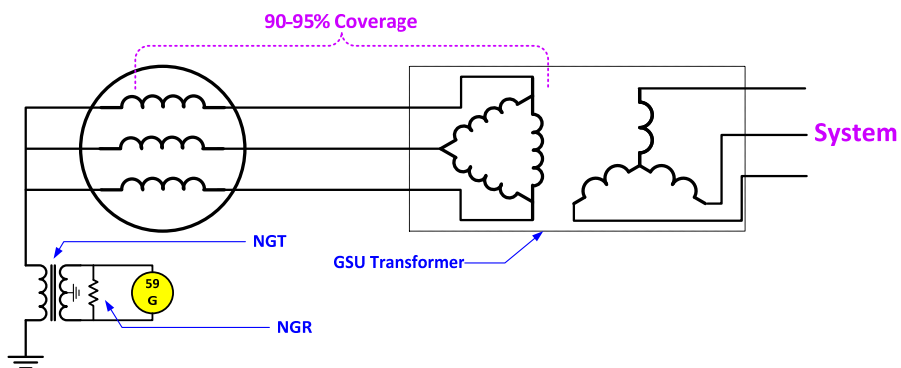 90-95% Coverage
System
NGT
GSU Transformer
59
G
NGR